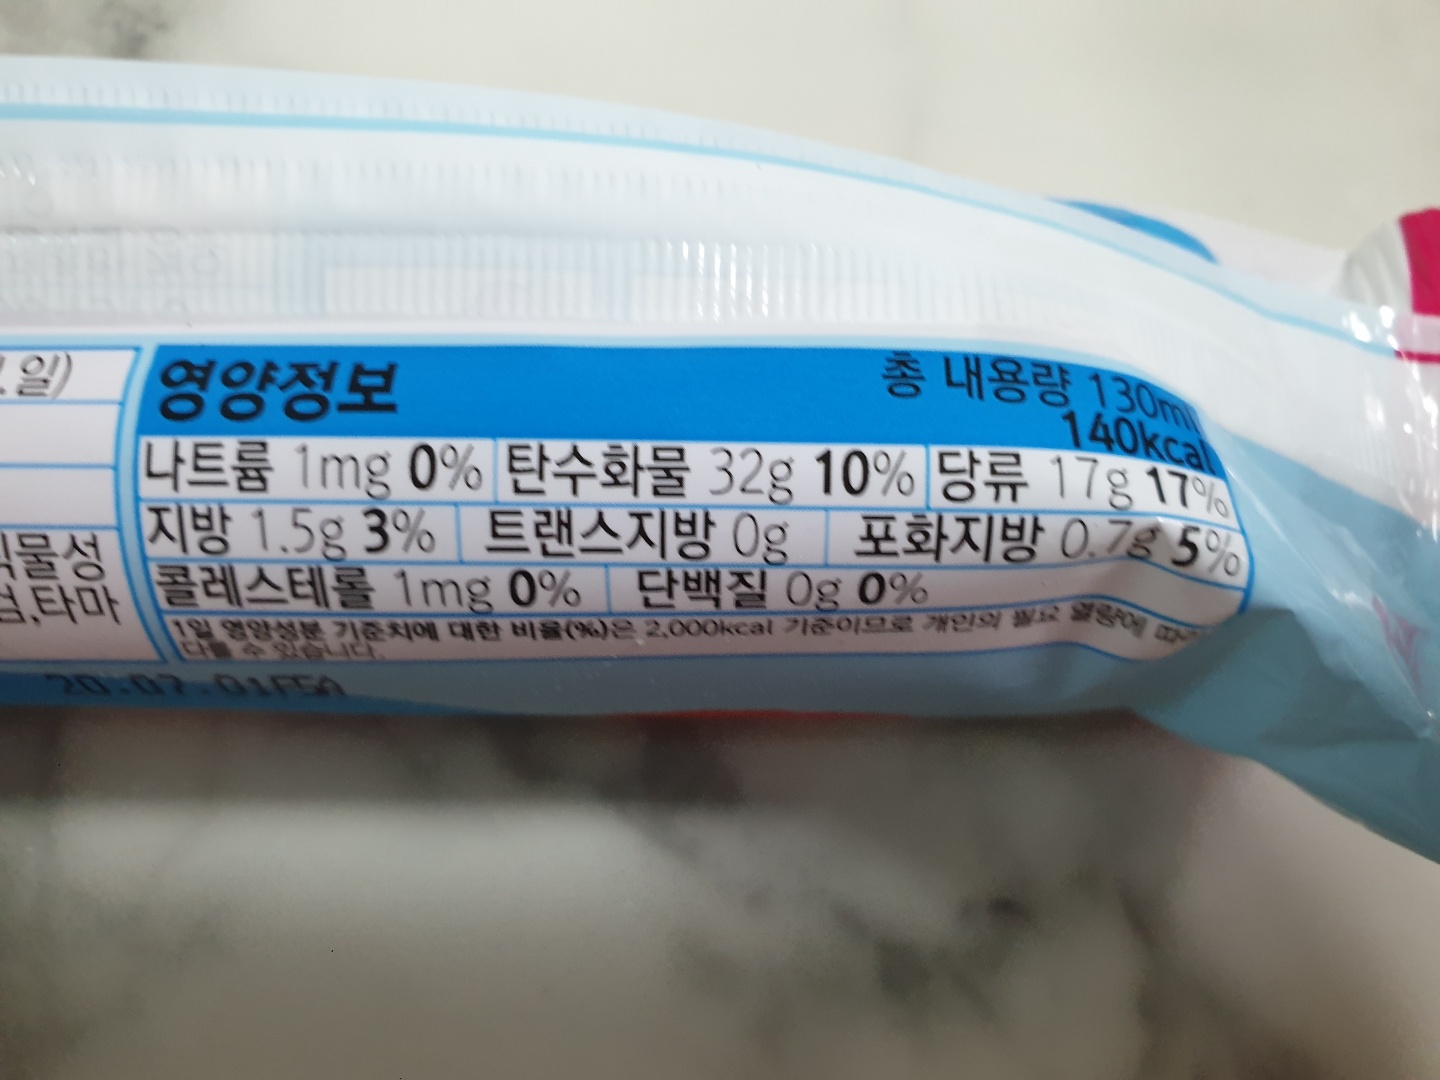 일)
물성
검,타마
영양정보
총 내용량 130ml
140kcal
나트륨 1mg 0% 탄수화물 32g 10% 당류 17g 17%
지방 1.5g 3% 트랜스지방 0g 포화지방 0.7g 5%
콜레스테롤 1mg 0% 단백질 0g 0%
1일 영양성분 기준치에 대한 비율(%)은 2,000kcal 기준이므로 개인의 필요 열량에 따라
다를 수 있습니다.
20.07.01F5A